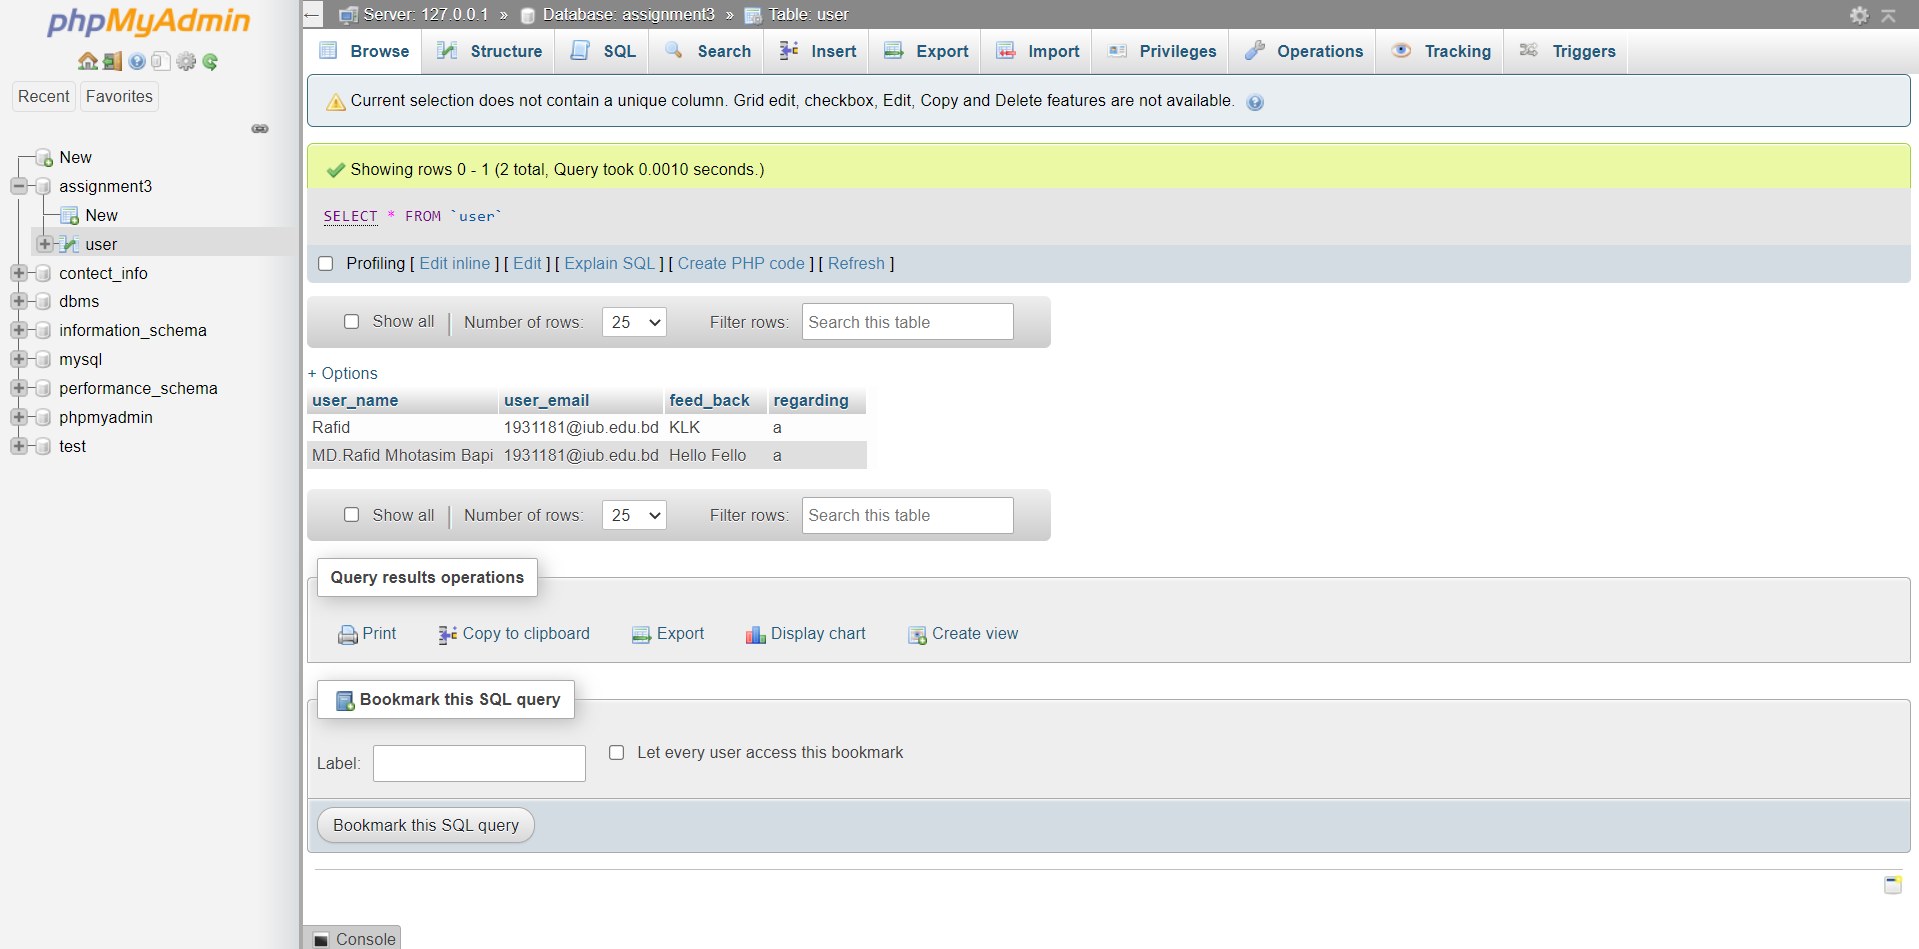 phpMyAdmin
Recent Favorites
New
assignment3
New
user
contect_info
dbms
information_schema
mysql
performance_schema
phpmyadmin
test
Server: 127.0.0.1 » Database: assignment3 » Table: user
Browse Structure SQL Search Insert Export Import Privileges Operations Tracking Triggers
Current selection does not contain a unique column. Grid edit, checkbox, Edit, Copy and Delete features are not available.
Showing rows 0 - 1 (2 total, Query took 0.0010 seconds.)
SELECT * FROM `user`
Profiling [ Edit inline ] [ Edit ] [ Explain SQL ] [ Create PHP code ] [ Refresh ]
Show all | Number of rows: 25 Filter rows: Search this table
+ Options
user_name user_email feed_back regarding
Rafid 1931181@iub.edu.bd KLK a
MD.Rafid Mhotasim Bapi 1931181@iub.edu.bd Hello Fello a
Show all | Number of rows: 25 Filter rows: Search this table
Query results operations
Print Copy to clipboard Export Display chart Create view
Bookmark this SQL query
Label: Let every user access this bookmark
Bookmark this SQL query
Console